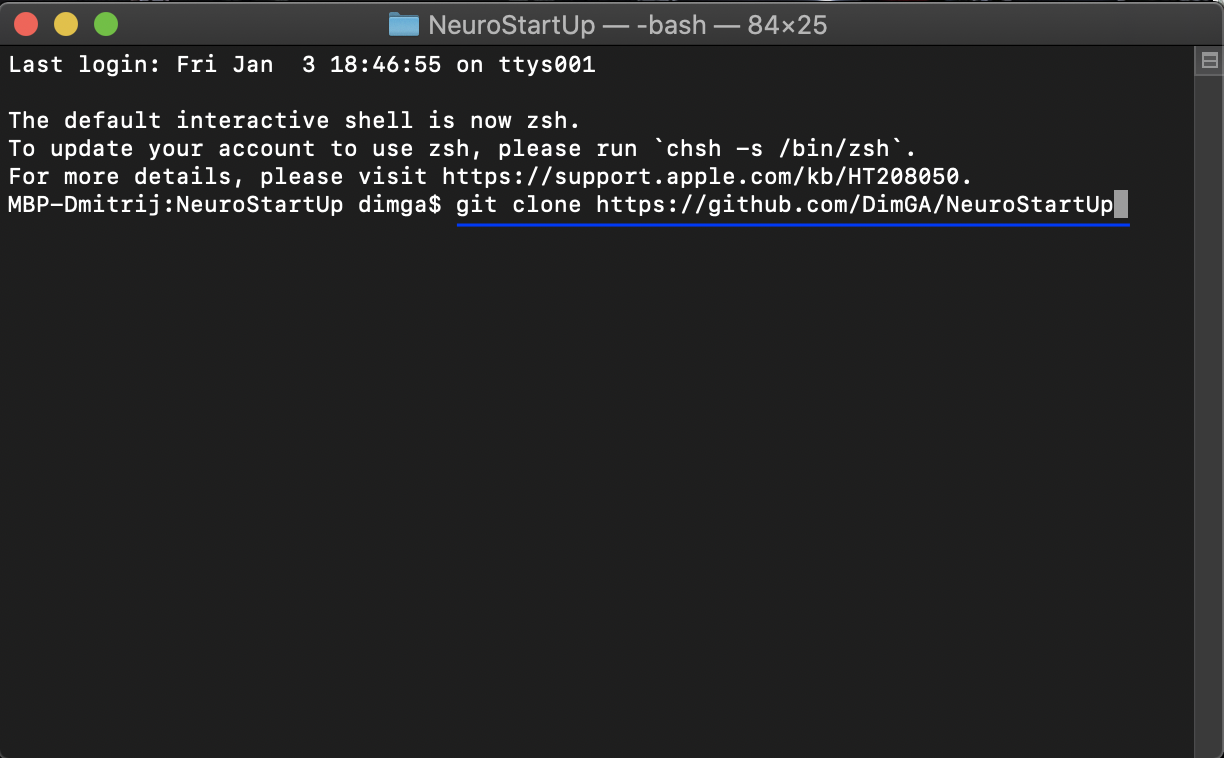 NeuroStartUp — -bash — 84×25
Last login: Fri Jan  3 18:46:55 on ttys001
The default interactive shell is now zsh.
To update your account to use zsh, please run `chsh -s /bin/zsh`.
For more details, please visit https://support.apple.com/kb/HT208050.
MBP-Dmitrij:NeuroStartUp dimga$ git clone https://github.com/DimGA/NeuroStartUp